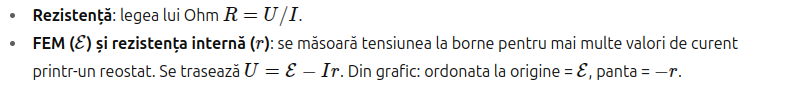 • Rezistență: legea lui Ohm R = U/I.
• FEM (ℰ) și rezistența internă (r): se măsoară tensiunea la borne pentru mai multe valori de curent
printr-un reostat. Se trasează U = ℰ − Ir. Din grafic: ordonata la origine = ℰ, panta = −r.